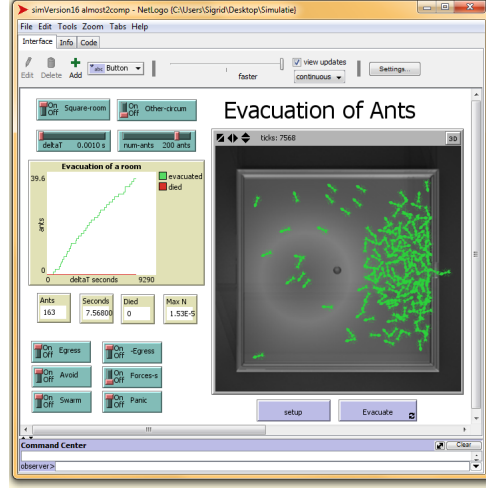 simVersion16 almost2comp - NetLogo {C:\Users\Sigrid\Desktop\Simulatie}
File Edit Tools Zoom Tabs Help
Interface Info Code
Edit Delete Add abc Button faster view updates continuous Settings...
On Off Square-room On Off Other-circum
deltaT 0.0010 s num-ants 200 ants
Evacuation of Ants
ticks: 7568 3D
Evacuation of a room
39.6
ants
0
0 deltaT seconds 9290
evacuated
died
Ants 163
Seconds 7.56800
Died 0
Max N 1.53E-5
On Off Egress On Off -Egress
On Off Avoid On Off Forces-s
On Off Swarm On Off Panic
setup Evacuate
Command Center Clear
observer>